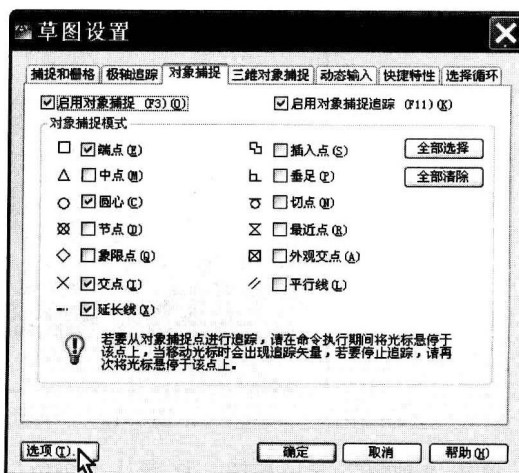 草图设置
捕捉和栅格 极轴追踪 对象捕捉 三维对象捕捉 动态输入 快捷特性 选择循环
启用对象捕捉 (F3)(O) 启用对象捕捉追踪 (F11)(K)
对象捕捉模式
端点(E) 插入点(S) 全部选择
中点(M) 垂足(P) 全部清除
圆心(C) 切点(N)
节点(D) 最近点(R)
象限点(Q) 外观交点(A)
交点(I) 平行线(L)
延长线(X)
若要从对象捕捉点进行追踪，请在命令执行期间将光标悬停于
该点上，当移动光标时会出现追踪矢量，若要停止追踪，请再
次将光标悬停于该点上。
选项(T)... 确定 取消 帮助(H)